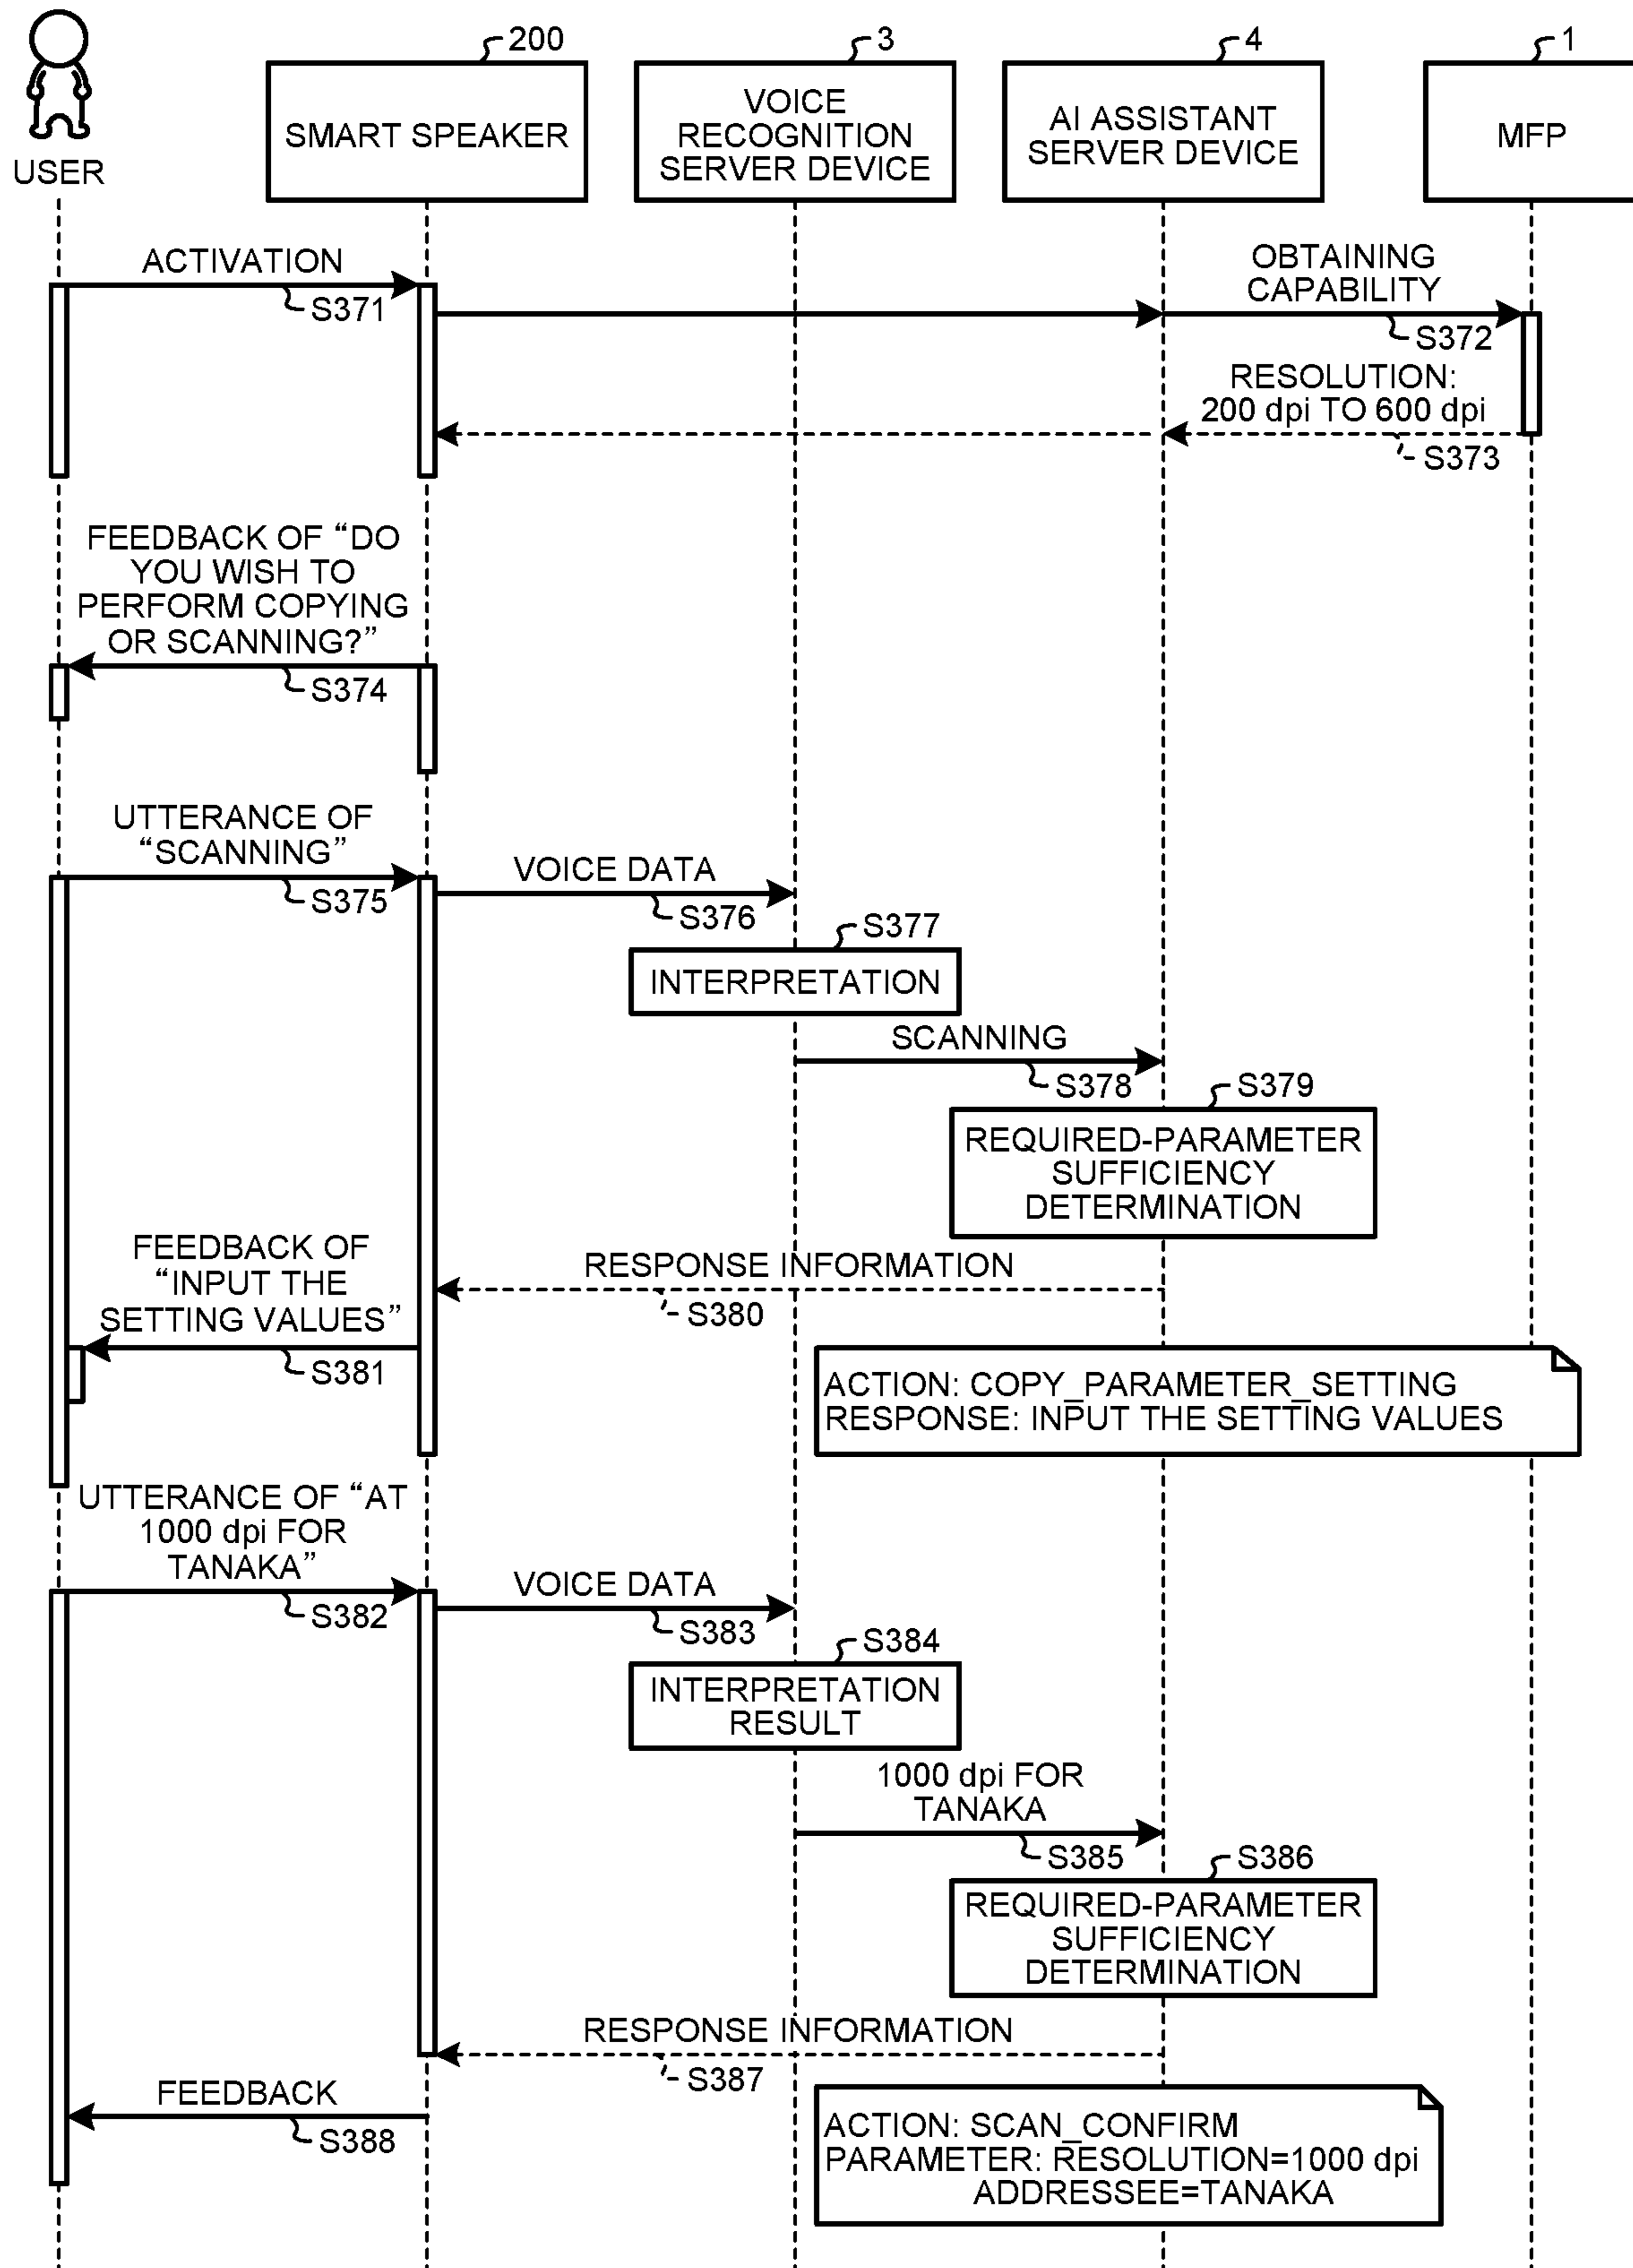 200
3
4
1
USER
SMART SPEAKER
VOICE
RECOGNITION
SERVER DEVICE
AI ASSISTANT
SERVER DEVICE
MFP
ACTIVATION
S371
OBTAINING
CAPABILITY
S372
RESOLUTION:
200 dpi TO 600 dpi
S373
FEEDBACK OF “DO
YOU WISH TO
PERFORM COPYING
OR SCANNING?”
S374
UTTERANCE OF
“SCANNING”
S375
VOICE DATA
S376
S377
INTERPRETATION
SCANNING
S378
S379
REQUIRED-PARAMETER
SUFFICIENCY
DETERMINATION
RESPONSE INFORMATION
S380
FEEDBACK OF
“INPUT THE
SETTING VALUES”
S381
ACTION: COPY_PARAMETER_SETTING
RESPONSE: INPUT THE SETTING VALUES
UTTERANCE OF “AT
1000 dpi FOR
TANAKA”
S382
VOICE DATA
S383
S384
INTERPRETATION
RESULT
1000 dpi FOR
TANAKA
S385
S386
REQUIRED-PARAMETER
SUFFICIENCY
DETERMINATION
RESPONSE INFORMATION
S387
FEEDBACK
S388
ACTION: SCAN_CONFIRM
PARAMETER: RESOLUTION=1000 dpi
ADDRESSEE=TANAKA